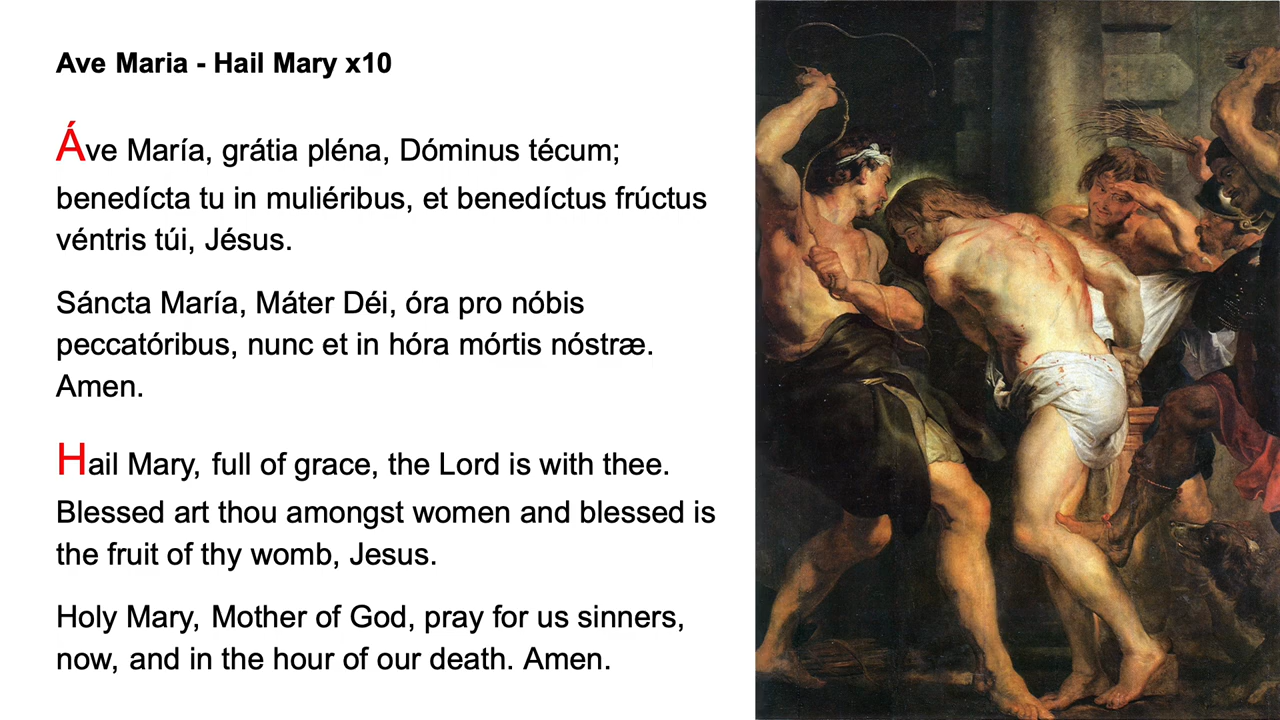 Ave Maria - Hail Mary x10
Áve María, grátia pléna, Dóminus técum;
benedícta tu in muliéribus, et benedíctus frúctus
véntris túi, Jésus.
Sáncta María, Máter Déi, óra pro nóbis
peccatóribus, nunc et in hóra mórtis nóstræ.
Amen.
Hail Mary, full of grace, the Lord is with thee.
Blessed art thou amongst women and blessed is
the fruit of thy womb, Jesus.
Holy Mary, Mother of God, pray for us sinners,
now, and in the hour of our death. Amen.